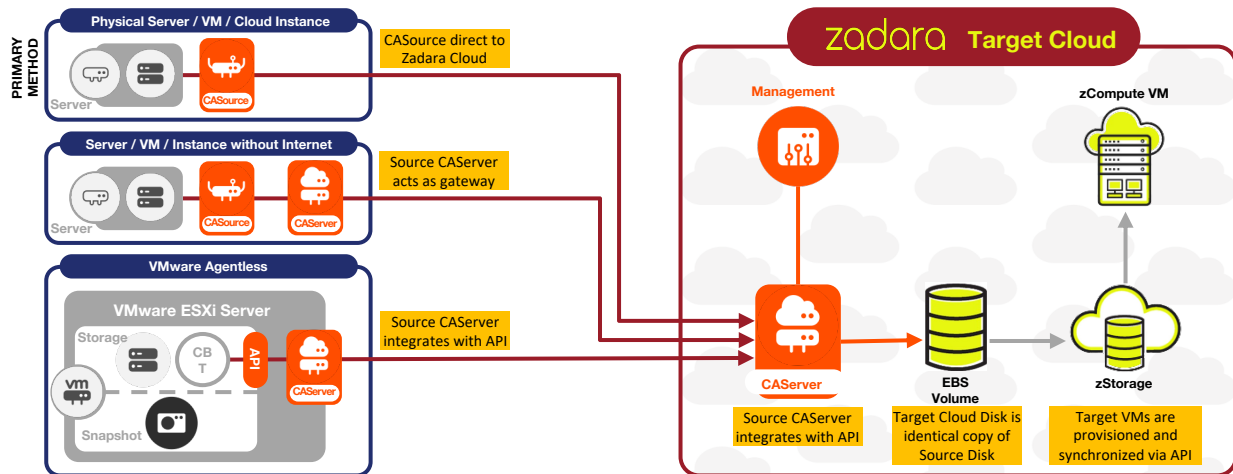 PRIMARY
METHOD
Physical Server / VM / Cloud Instance
Server
CASource
CASource direct to
Zadara Cloud
Server / VM / Instance without Internet
Server
CASource
CAServer
Source CAServer
acts as gateway
VMware Agentless
VMware ESXi Server
Storage
CB
T
API
vm
Snapshot
CAServer
Source CAServer
integrates with API
zadara Target Cloud
Management
zCompute VM
CAServer
EBS
Volume
zStorage
Source CAServer
integrates with API
Target Cloud Disk is
identical copy of
Source Disk
Target VMs are
provisioned and
synchronized via API